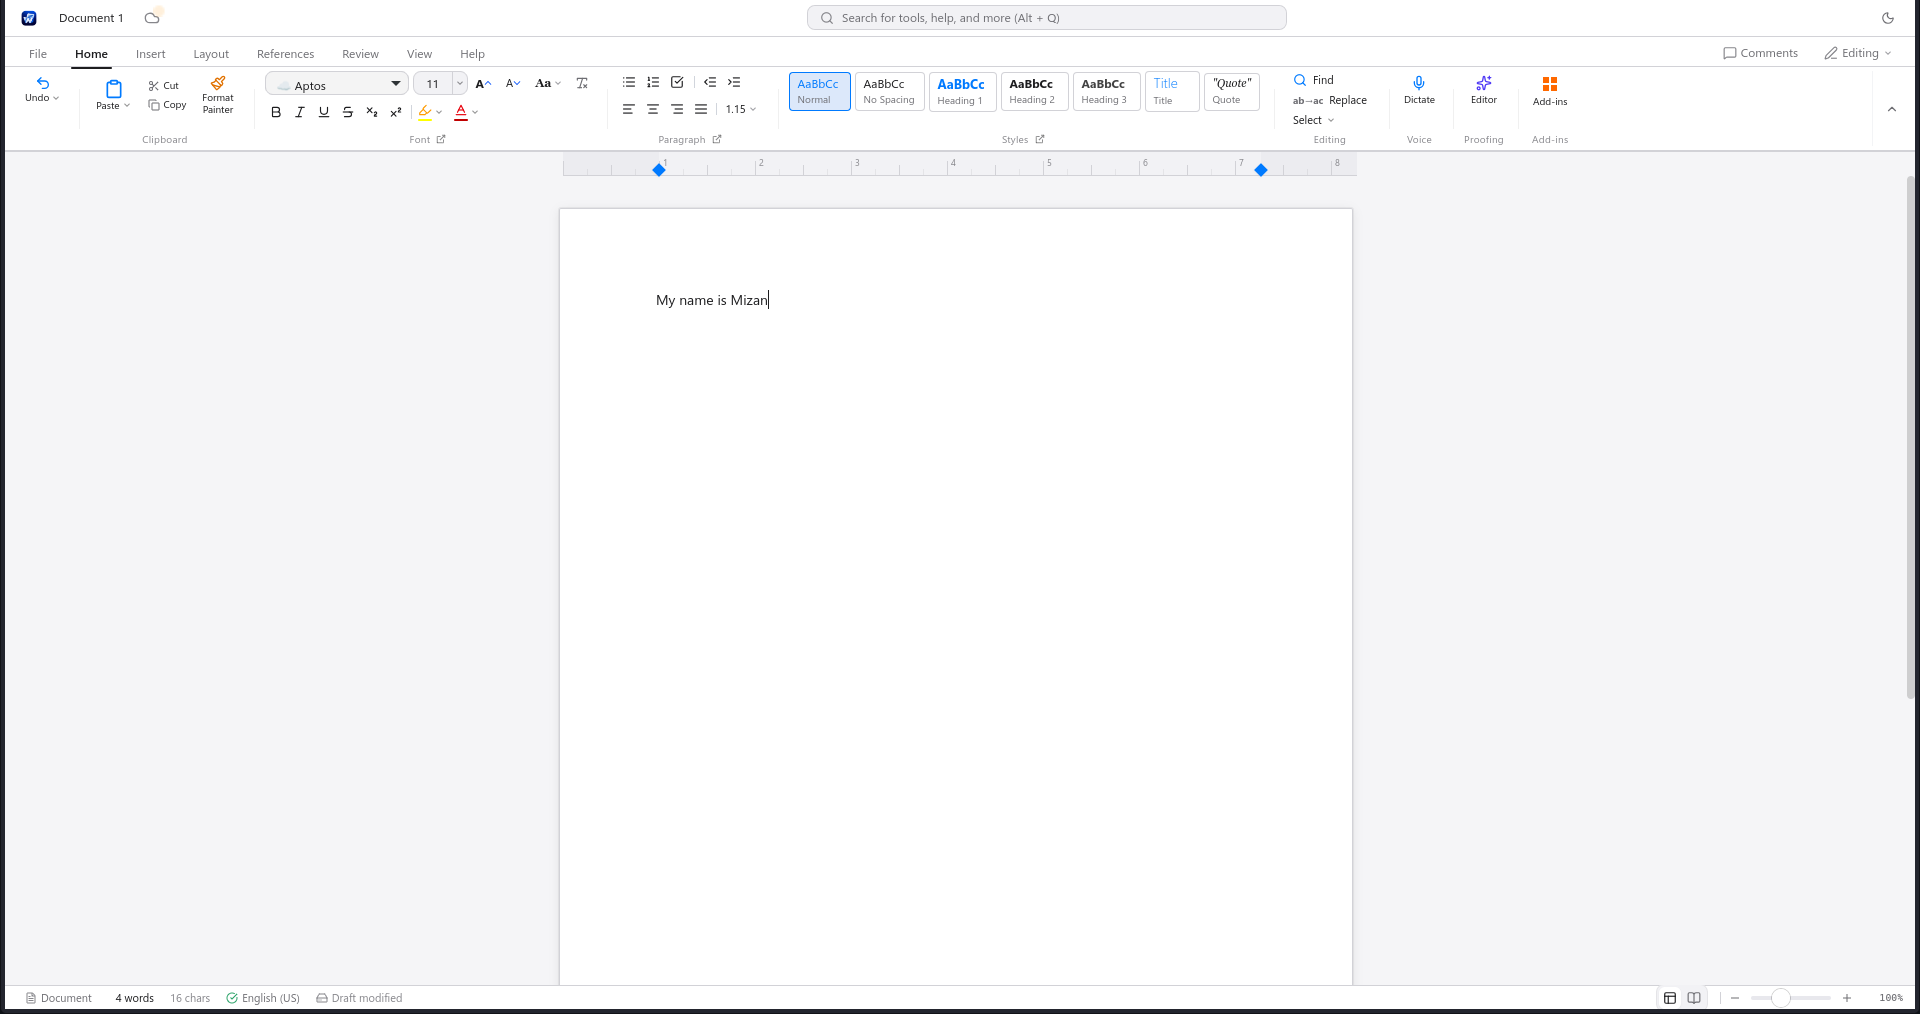 Document 1
Search for tools, help, and more (Alt + Q)
File Home Insert Layout References Review View Help
Comments Editing
Undo
Paste
Cut
Copy
Format Painter
Clipboard
Aptos
11
Aa
B I U S X₂ X² A
Font
1.15
Paragraph
AaBbCc Normal
AaBbCc No Spacing
AaBbCc Heading 1
AaBbCc Heading 2
AaBbCc Heading 3
Title Title
"Quote" Quote
Styles
Find
ab→ac Replace
Select
Editing
Dictate
Voice
Editor
Proofing
Add-ins
Add-ins
1 2 3 4 5 6 7 8
My name is Mizan
Document 4 words 16 chars English (US) Draft modified
100%